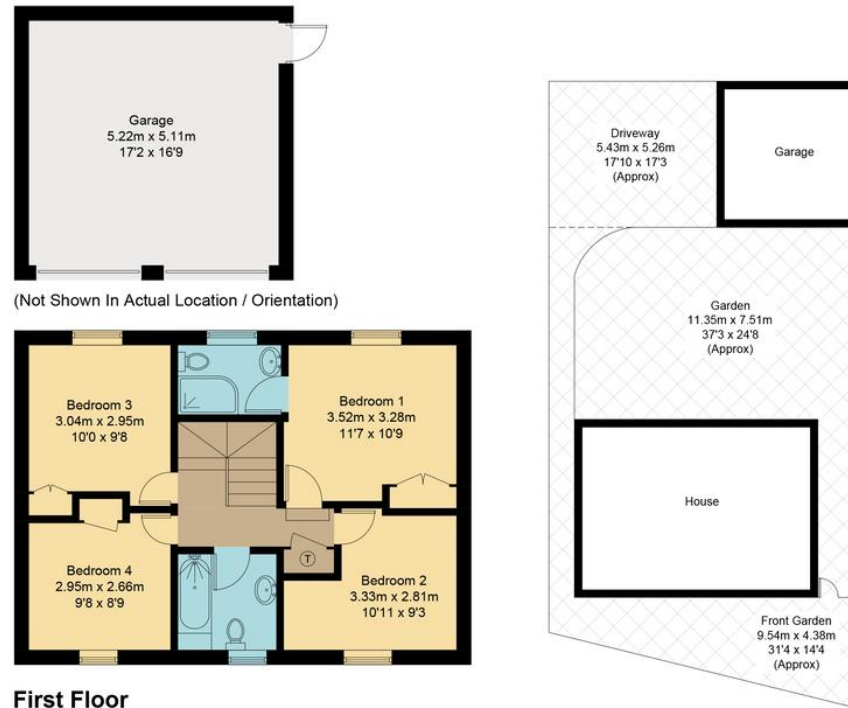 Garage
5.22m x 5.11m
17'2 x 16'9
(Not Shown In Actual Location / Orientation)
Bedroom 3
3.04m x 2.95m
10'0 x 9'8
Bedroom 1
3.52m x 3.28m
11'7 x 10'9
Bedroom 4
2.95m x 2.66m
9'8 x 8'9
T
Bedroom 2
3.33m x 2.81m
10'11 x 9'3
First Floor
Driveway
5.43m x 5.26m
17'10 x 17'3
(Approx)
Garage
Garden
11.35m x 7.51m
37'3 x 24'8
(Approx)
House
Front Garden
9.54m x 4.38m
31'4 x 14'4
(Approx)